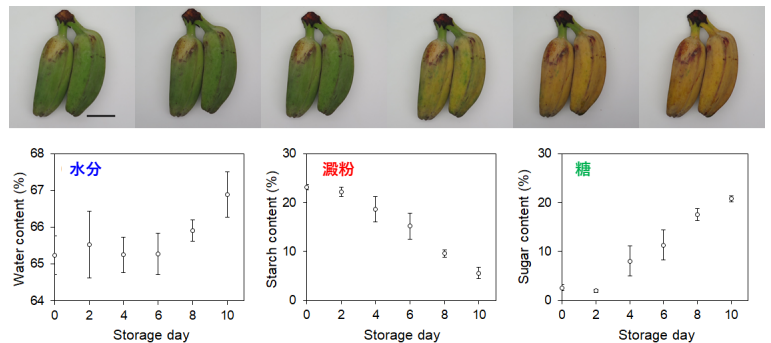 水分
68
67
66
65
64
Water content (%)
0 2 4 6 8 10
Storage day
澱粉
30
20
10
0
Starch content (%)
0 2 4 6 8 10
Storage day
糖
30
20
10
0
Sugar content (%)
0 2 4 6 8 10
Storage day